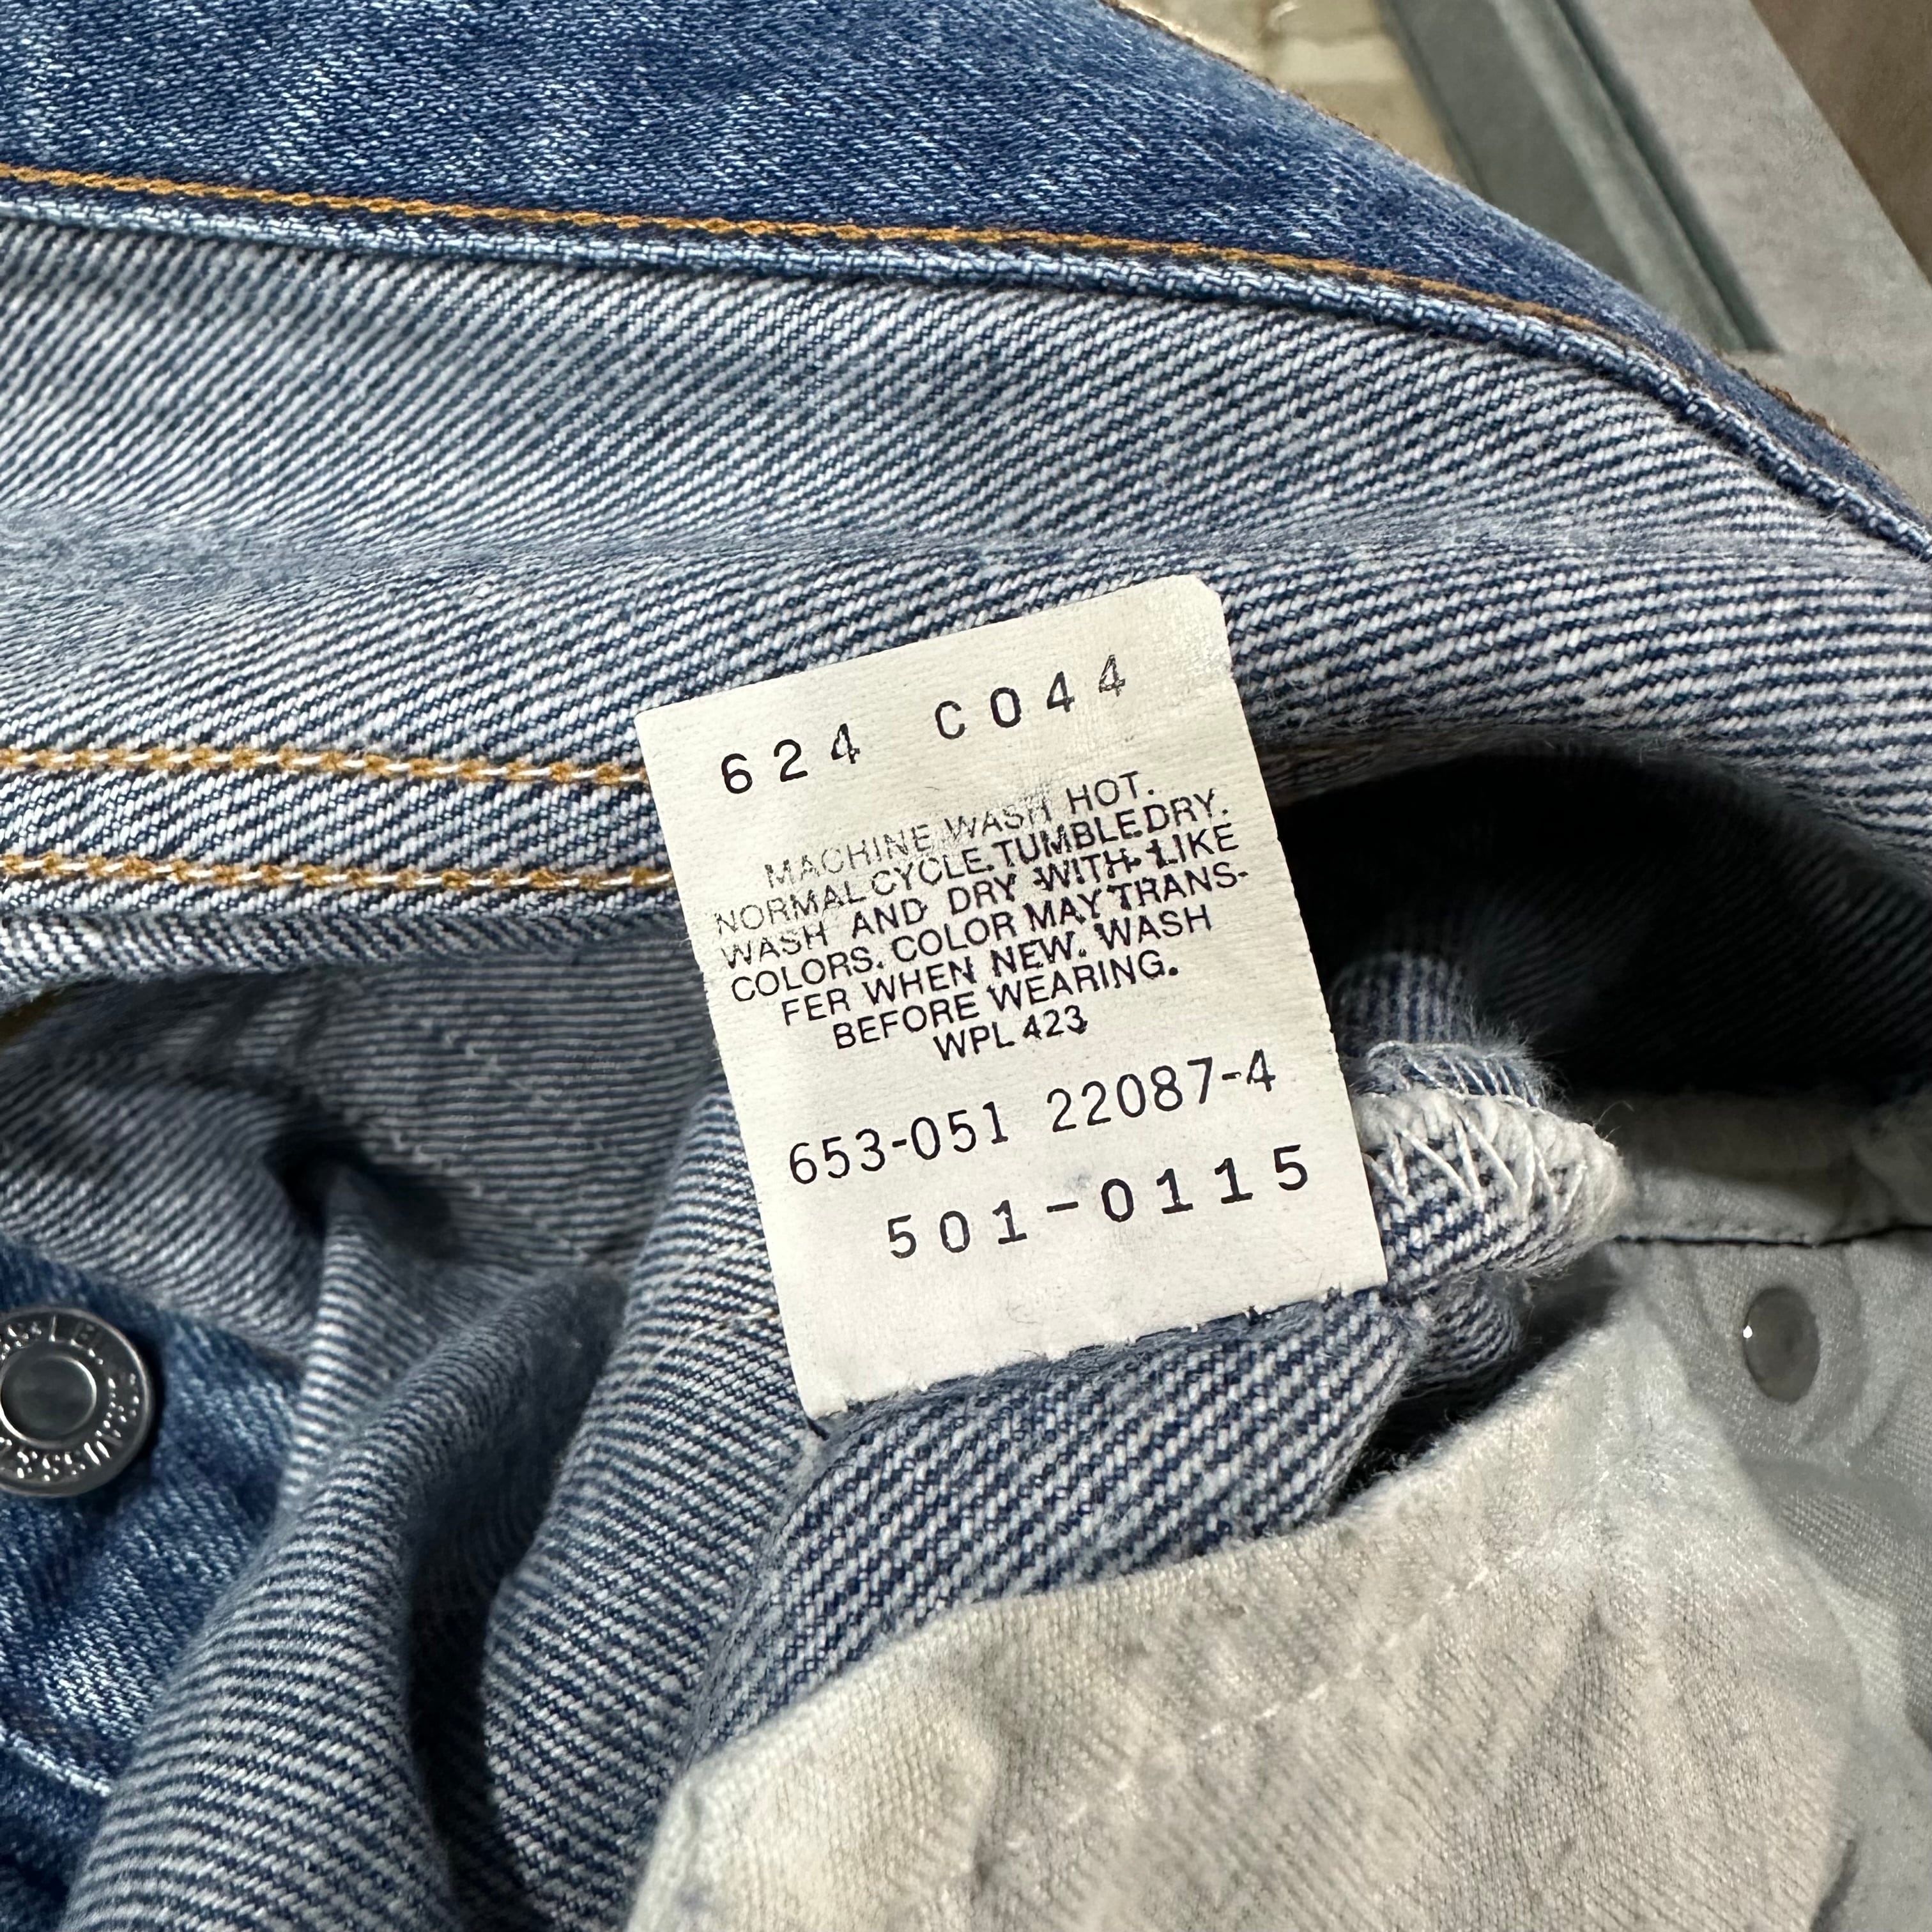 624 C044
MACHINE WASH HOT.
NORMAL CYCLE.TUMBLE DRY.
WASH AND DRY WITH LIKE
COLORS. COLOR MAY TRANS-
FER WHEN NEW. WASH
BEFORE WEARING.
WPL 423
653-051 22087-4
501-0115